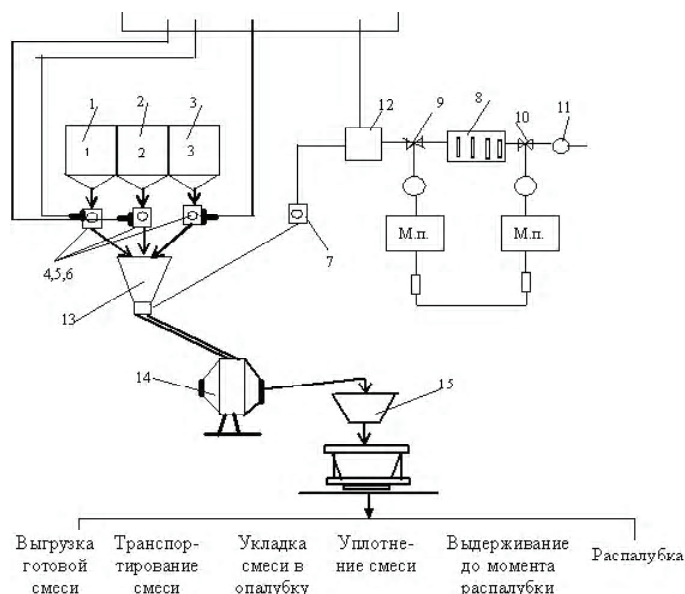 12
9
8
10
11
1
2
3
1
2
3
4,5,6
7
М.п.
М.п.
13
14
15
Выгрузка
готовой
смеси
Транспор-
тирование
смеси
Укладка
смеси в
опалубку
Уплотне-
ние смеси
Выдерживание
до момента
распалубки
Распалубка